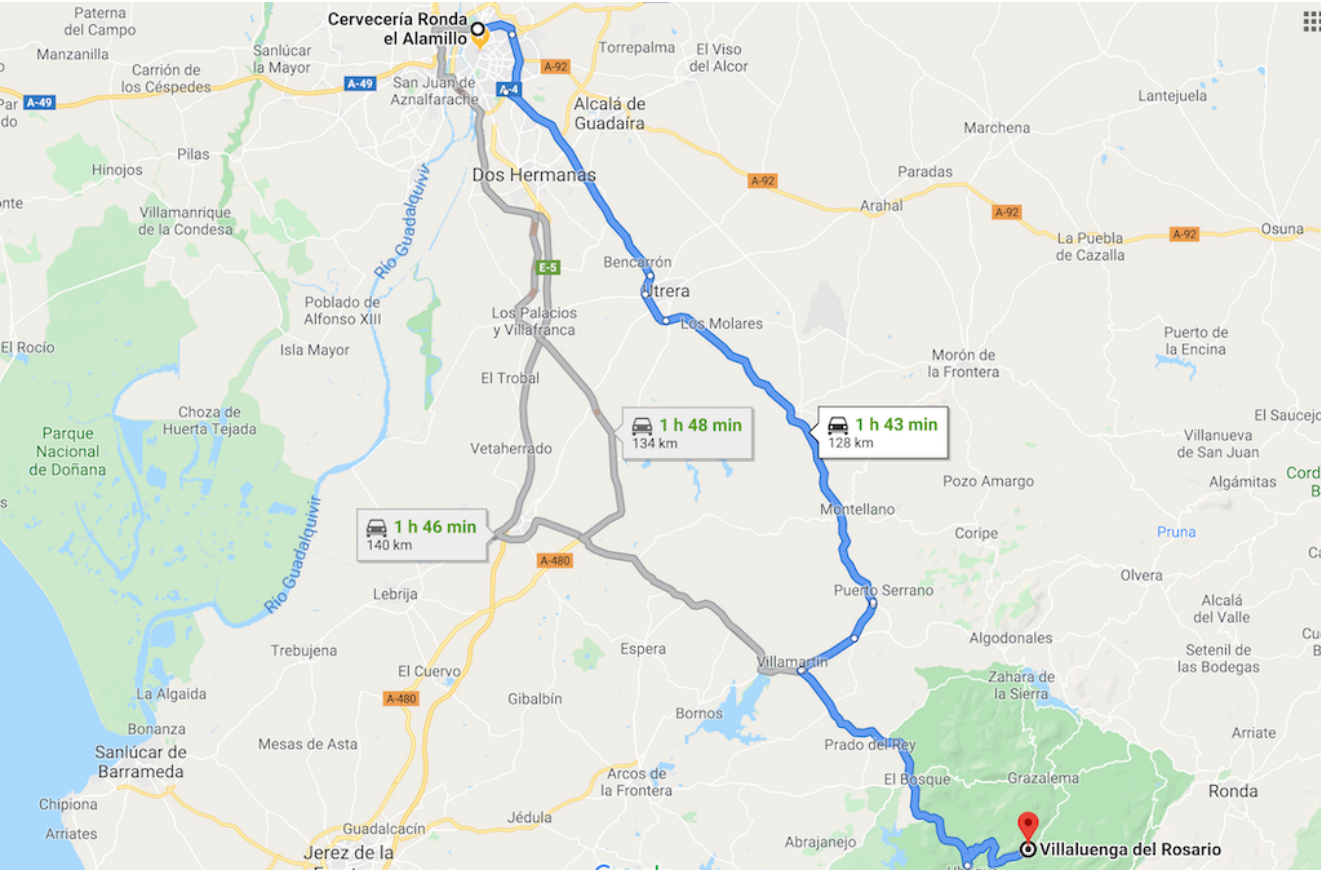 Paterna
del Campo
Manzanilla
Carrión de
los Céspedes
Sanlúcar
la Mayor
Cervecería Ronda
el Alamillo
Torrepalma
El Viso
del Alcor
A-92
A-49
A-49
San Juan de
Aznalfarache
A-4
Alcalá de
Guadaíra
Lantejuela
Marchena
Pilas
Hinojos
Dos Hermanas
A-92
Paradas
Arahal
A-92
A-92
Osuna
La Puebla
de Cazalla
Villamanrique
de la Condesa
Río Guadalquivir
Bencarrón
E-5
Utrera
Los Molares
Poblado de
Alfonso XIII
Los Palacios
y Villafranca
Isla Mayor
El Rocío
Puerto de
la Encina
Morón de
la Frontera
El Trobal
Choza de
Huerta Tejada
Parque
Nacional
de Doñana
Vetaherrado
1 h 48 min
134 km
1 h 43 min
128 km
El Saucejo
Villanueva
de San Juan
Algámitas
Pozo Amargo
Montellano
Coripe
Pruna
1 h 46 min
140 km
A-480
Río Guadalquivir
Lebrija
Puerto Serrano
Olvera
Alcalá
del Valle
Algodonales
Setenil de
las Bodegas
Trebujena
Espera
Villamartín
El Cuervo
Zahara de
la Sierra
A-480
Gibalbín
Bornos
La Algaida
Bonanza
Sanlúcar de
Barrameda
Mesas de Asta
Prado del Rey
Arriate
El Bosque
Grazalema
Arcos de
la Frontera
Ronda
Chipiona
Arriates
Guadalcacín
Jédula
Abrajanejo
Jerez de la
Villaluenga del Rosario